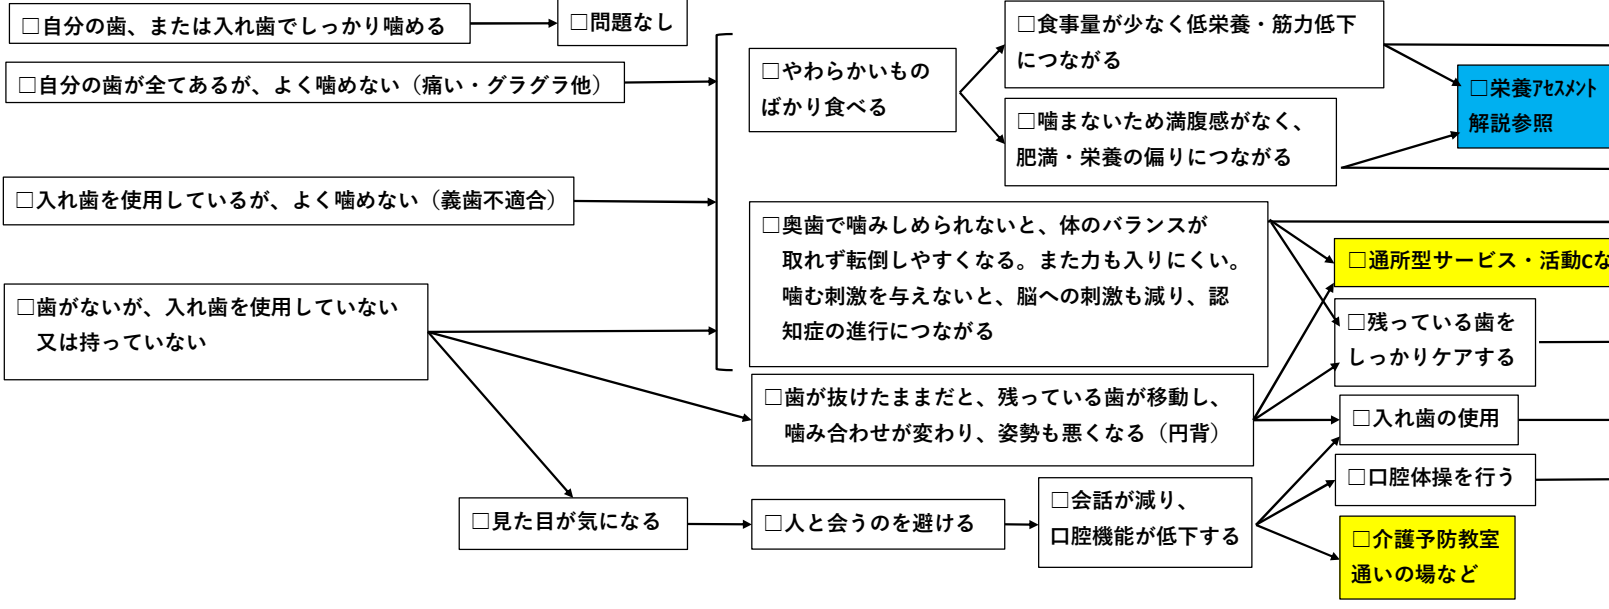 □自分の歯、または入れ歯でしっかり噛める
□問題なし
□自分の歯が全てあるが、よく噛めない（痛い・グラグラ他）
□入れ歯を使用しているが、よく噛めない（義歯不適合）
□歯がないが、入れ歯を使用していない
又は持っていない
□やわらかいもの
ばかり食べる
□食事量が少なく低栄養・筋力低下
につながる
□噛まないため満腹感がなく、
肥満・栄養の偏りにつながる
□栄養ｱｾｽﾒﾝﾄ
解説参照
□奥歯で噛みしめられないと、体のバランスが
取れず転倒しやすくなる。また力も入りにくい。
噛む刺激を与えないと、脳への刺激も減り、認
知症の進行につながる
□通所型サービス・活動Cな
□残っている歯を
しっかりケアする
□歯が抜けたままだと、残っている歯が移動し、
噛み合わせが変わり、姿勢も悪くなる（円背）
□入れ歯の使用
□口腔体操を行う
□見た目が気になる
□人と会うのを避ける
□会話が減り、
口腔機能が低下する
□介護予防教室
通いの場など